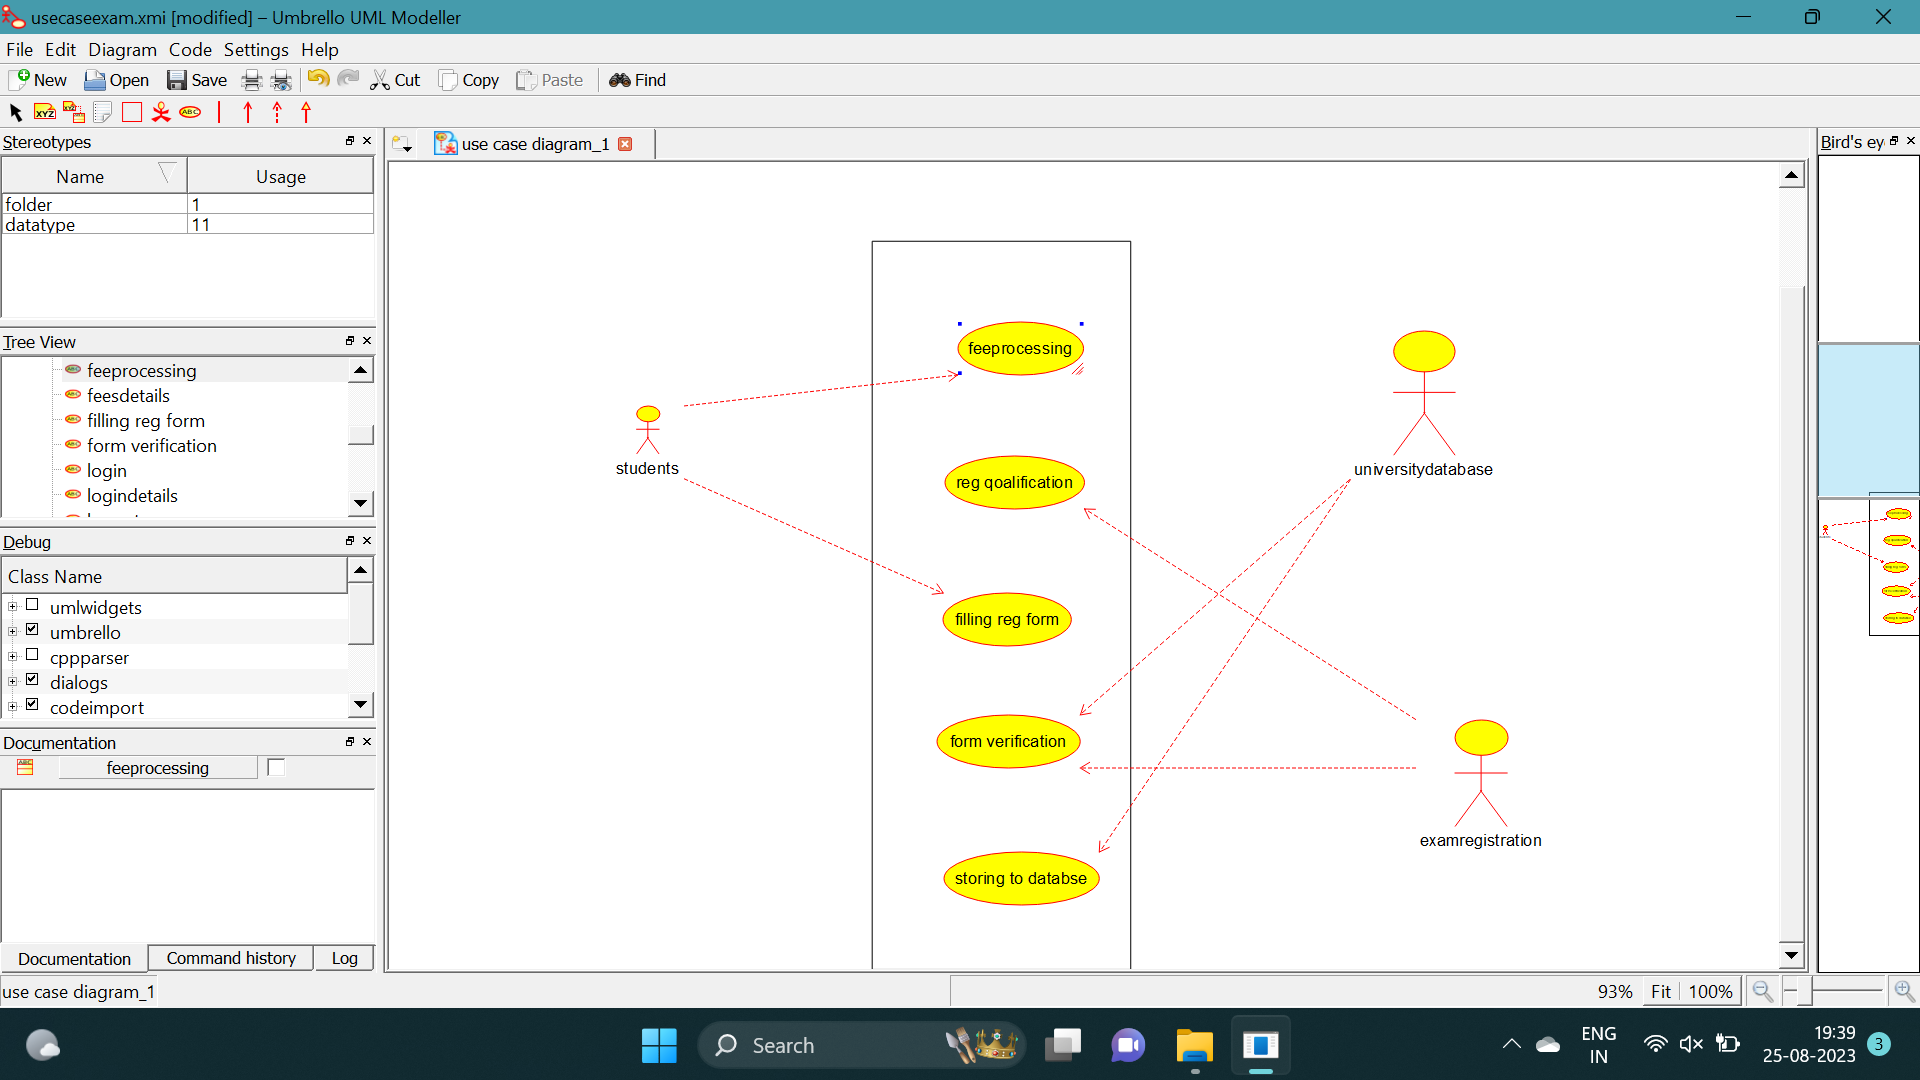 usecaseexam.xmi [modified] – Umbrello UML Modeller
File Edit Diagram Code Settings Help
New Open Save Cut Copy Paste Find
XYZ XYZ ABC
Stereotypes
Name Usage
folder 1
datatype 11
Tree View
feeprocessing
feesdetails
filling reg form
form verification
login
logindetails
Debug
Class Name
umlwidgets
umbrello
cppparser
dialogs
codeimport
Documentation
feeprocessing
Documentation Command history Log
use case diagram_1
use case diagram_1
feeprocessing
students
reg qoalification
universitydatabase
filling reg form
form verification
examregistration
storing to databse
Bird's ey
93% Fit 100%
Search
ENG
IN
19:39
25-08-2023
3